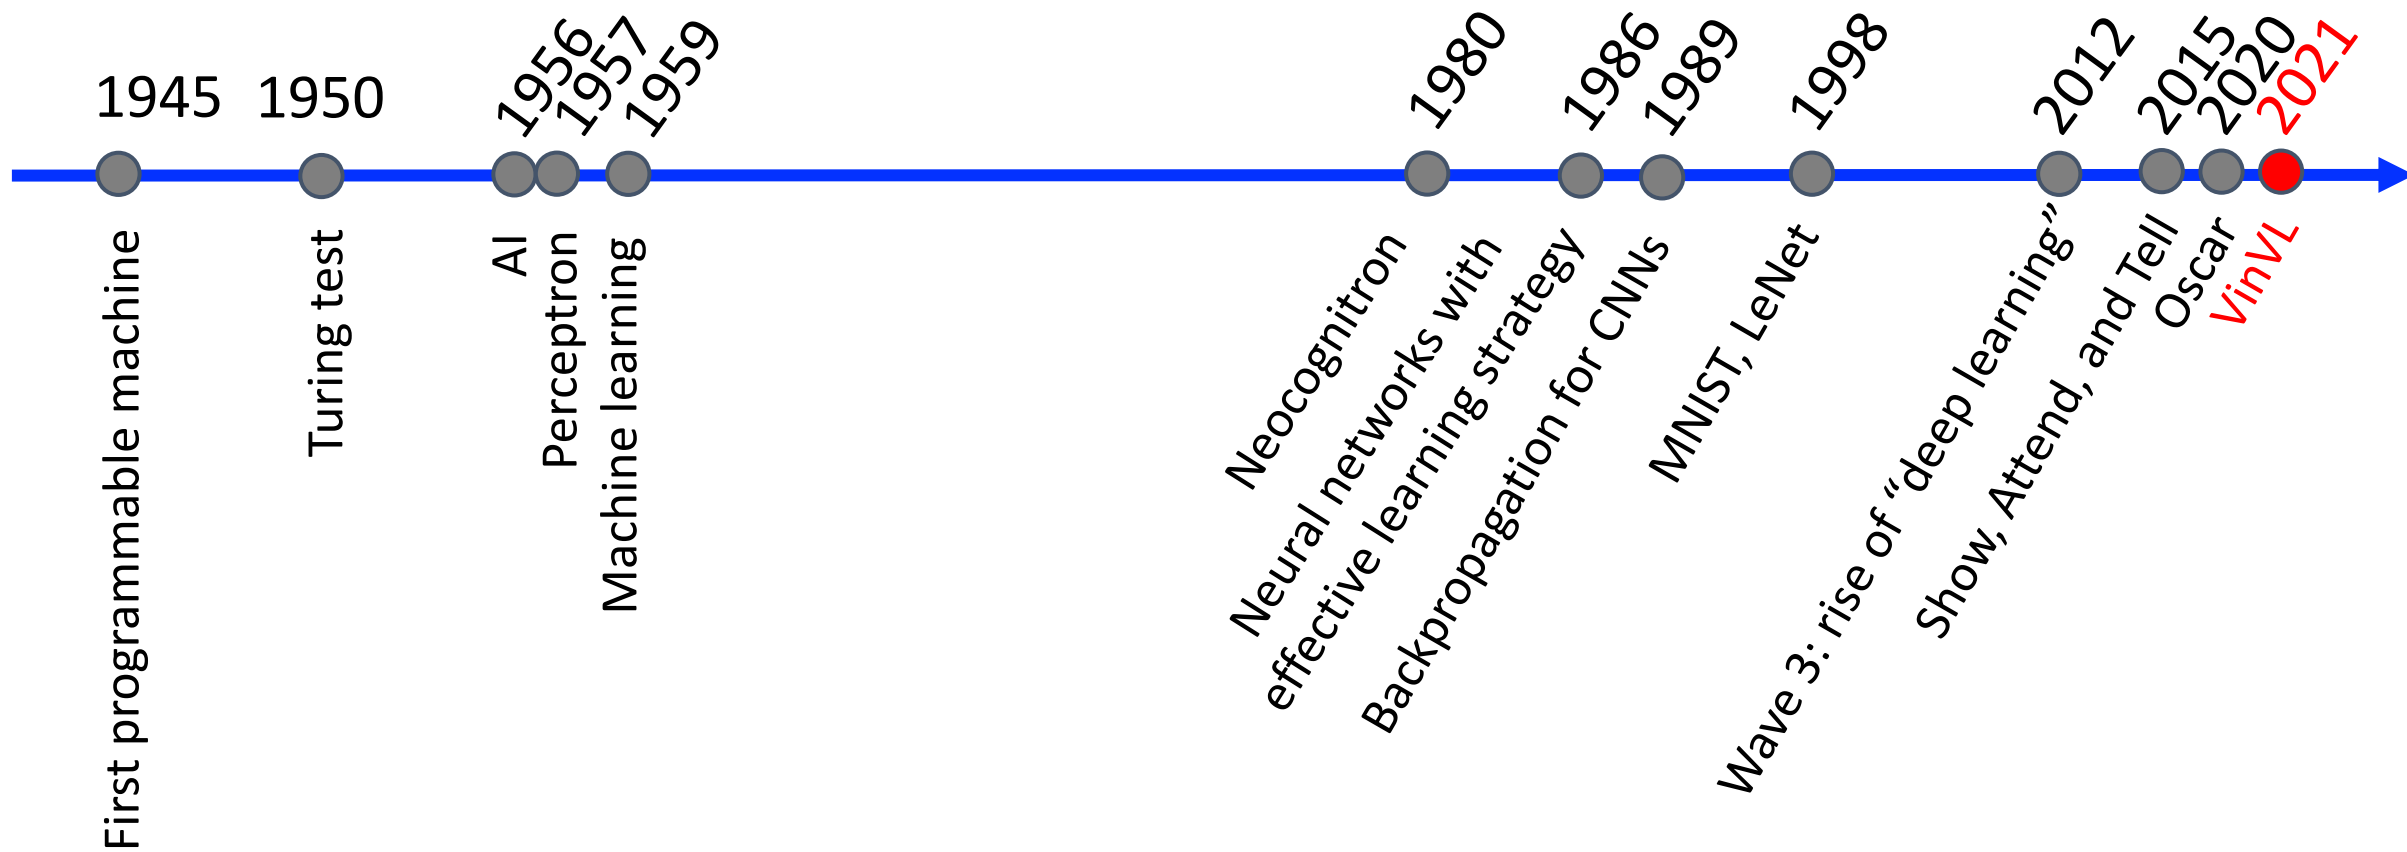 1945
1950
1956
1957
1959
1980
1986
1989
1998
2012
2015
2020
2021
First programmable machine
Turing test
AI
Perceptron
Machine learning
Neocognitron
Neural networks with
effective learning strategy
Backpropagation for CNNs
MNIST, LeNet
Wave 3: rise of “deep learning”
Show, Attend, and Tell
Oscar
VinVL